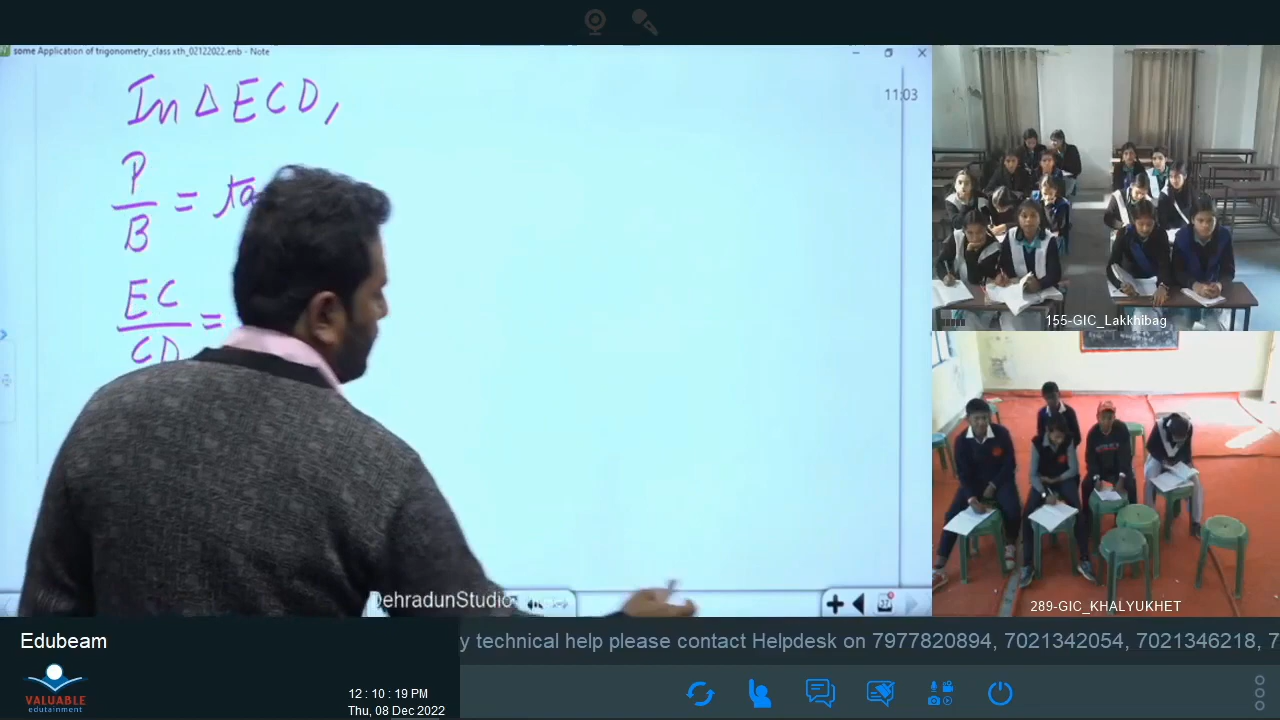 some Application of trigonometry_class xth_02122022.enb - Note
11:03
In Δ ECD,
P/B = ta
EC/CD =
DehradunStudio
155-GIC_Lakkhibag
289-GIC_KHALYUKHET
Edubeam
y technical help please contact Helpdesk on 7977820894, 7021342054, 7021346218, 7
VALUABLE
edutainment
12 : 10 : 19 PM
Thu, 08 Dec 2022